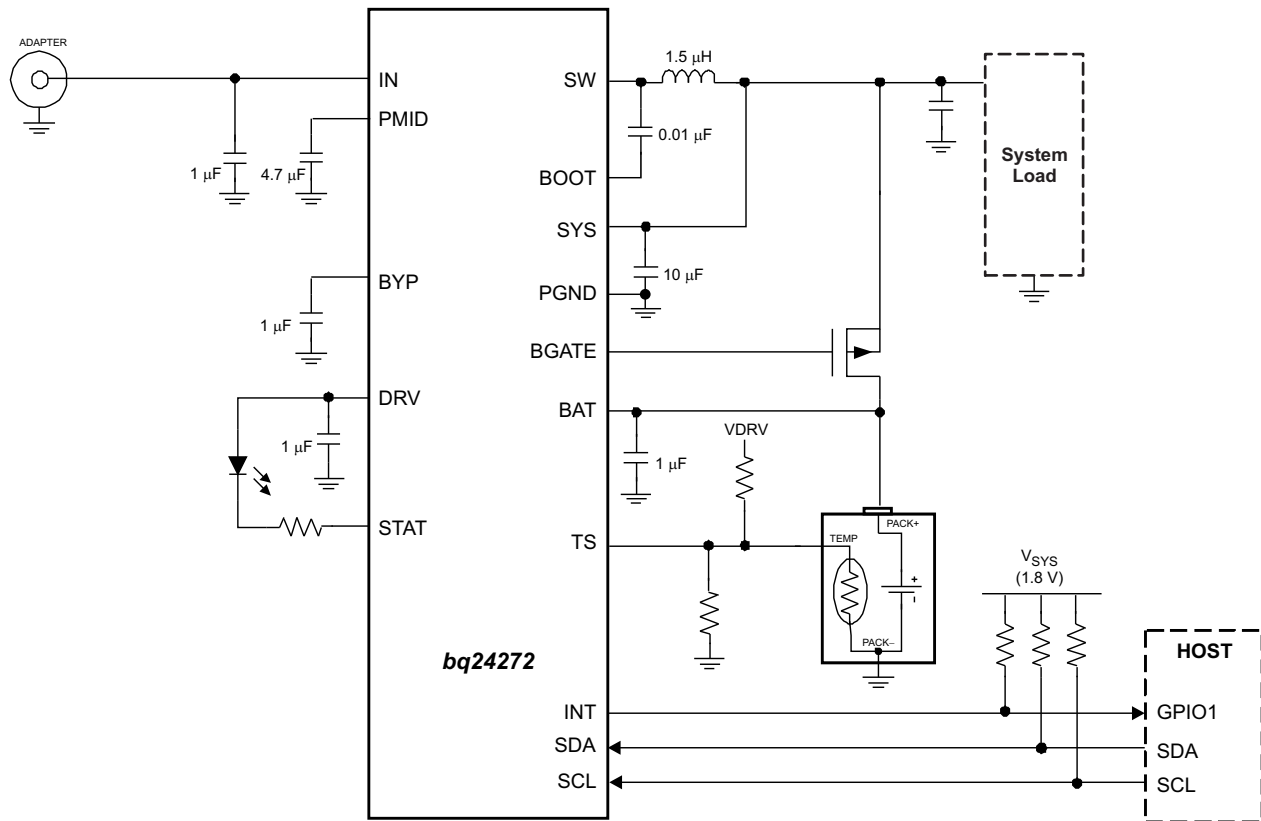 ADAPTER
IN
PMID
1 μF
4.7 μF
BYP
1 μF
DRV
1 μF
STAT
bq24272
SW
1.5 μH
0.01 μF
BOOT
SYS
10 μF
PGND
BGATE
BAT
1 μF
VDRV
TS
TEMP
PACK+
+
-
PACK–
System
Load
VSYS
(1.8 V)
HOST
INT
GPIO1
SDA
SDA
SCL
SCL